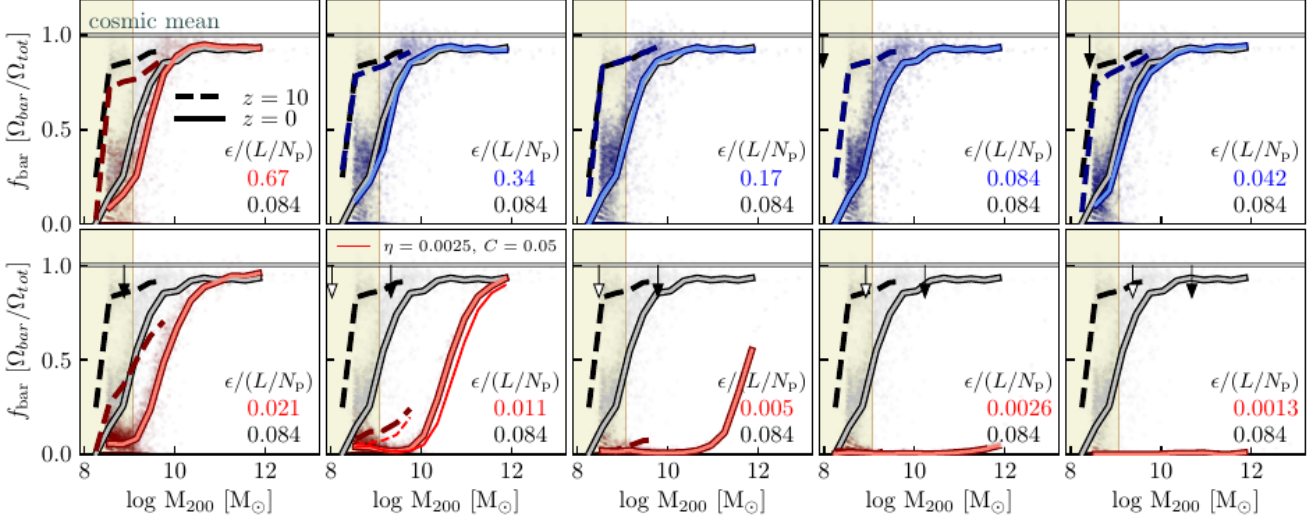 cosmic mean
1.0
0.5
0.0
f_bar [Ω_bar/Ω_tot]
z = 10
z = 0
ϵ/(L/N_p)
0.67
0.084
ϵ/(L/N_p)
0.34
0.084
ϵ/(L/N_p)
0.17
0.084
ϵ/(L/N_p)
0.084
0.084
ϵ/(L/N_p)
0.042
0.084
1.0
0.5
0.0
f_bar [Ω_bar/Ω_tot]
ϵ/(L/N_p)
0.021
0.084
η = 0.0025, C = 0.05
ϵ/(L/N_p)
0.011
0.084
ϵ/(L/N_p)
0.005
0.084
ϵ/(L/N_p)
0.0026
0.084
ϵ/(L/N_p)
0.0013
0.084
8 10 12
8 10 12
8 10 12
8 10 12
8 10 12
log M_200 [M_⊙]
log M_200 [M_⊙]
log M_200 [M_⊙]
log M_200 [M_⊙]
log M_200 [M_⊙]